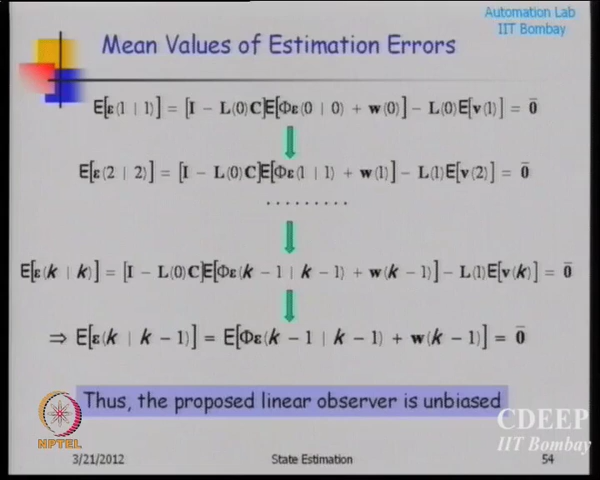 Automation Lab
IIT Bombay
Mean Values of Estimation Errors
E[ε(1 | 1)] = [I − L(0)C]E[Φε(0 | 0) + w(0)] − L(0)E[v(1)] = 0̄
E[ε(2 | 2)] = [I − L(0)C]E[Φε(1 | 1) + w(1)] − L(1)E[v(2)] = 0̄
. . . . . . . . .
E[ε(k | k)] = [I − L(0)C]E[Φε(k − 1 | k − 1) + w(k − 1)] − L(1)E[v(k)] = 0̄
⇒ E[ε(k | k − 1)] = E[Φε(k − 1 | k − 1) + w(k − 1)] = 0̄
Thus, the proposed linear observer is unbiased
NPTEL
CDEEP
IIT Bombay
3/21/2012
State Estimation
54